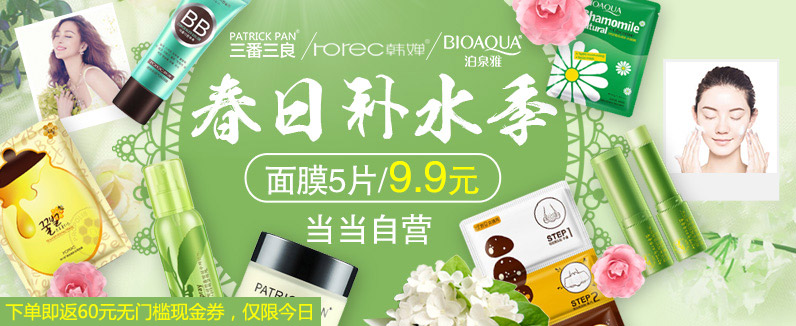 PATRICK PAN®
三番三良
Horec韩婵
BIOAQUA®
泊泉雅
春日补水季
面膜5片/9.9元
当当自营
下单即返60元无门槛现金券，仅限今日
BB
BIOAQUA
Chamomile
Natural
STEP 1
STEP 2
PATRIC